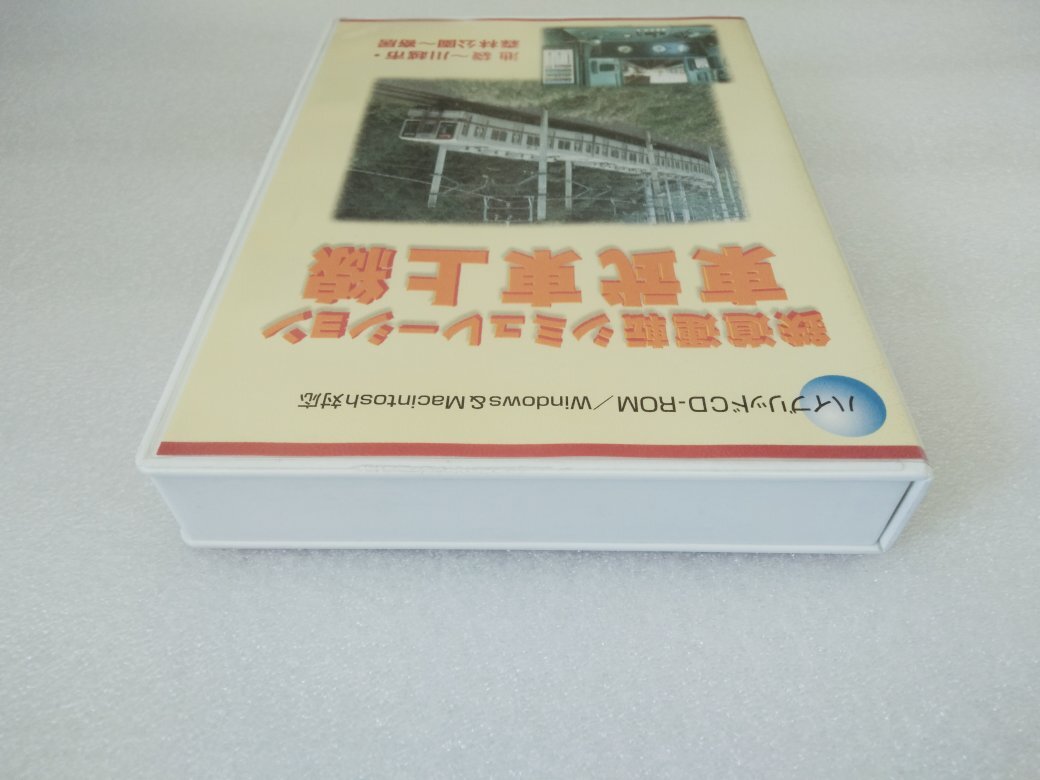 ハイブリッドCD-ROM／Windows&Macintosh対応
鉄道運転シミュレーション
東武東上線
池袋～川越市・
森林公園～寄居